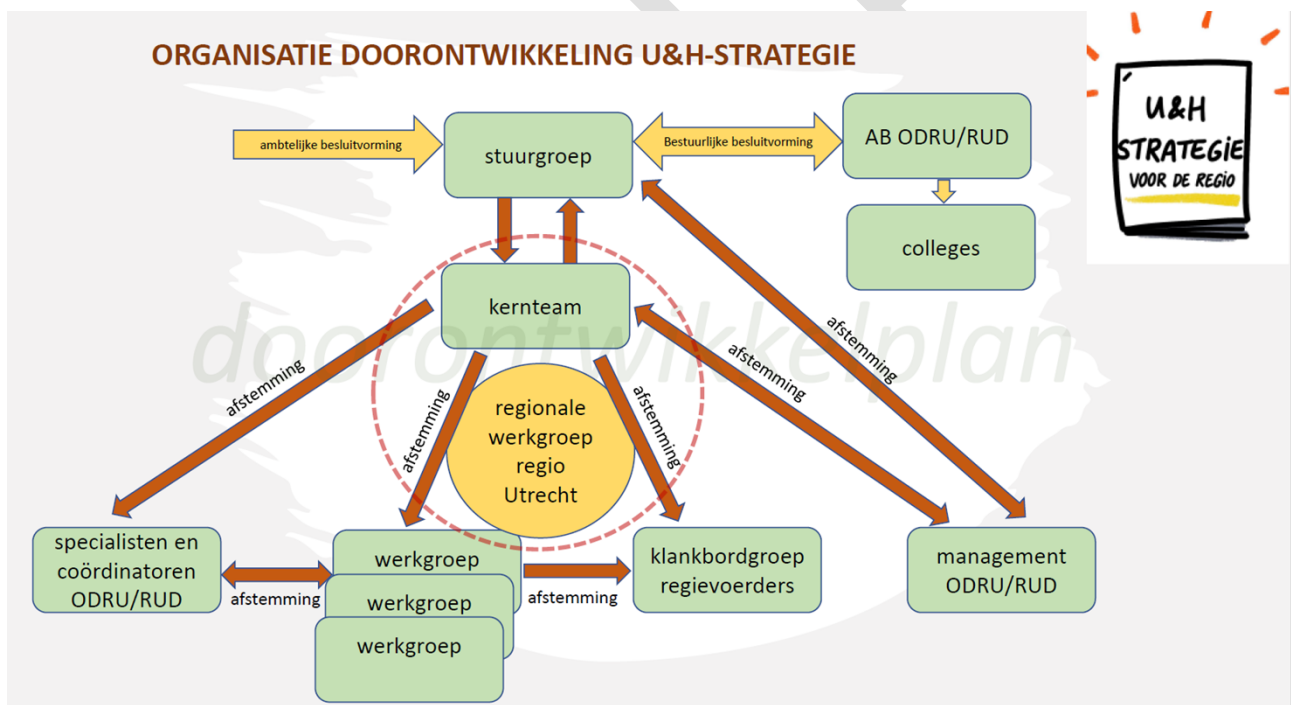 ORGANISATIE DOORONTWIKKELING U&H-STRATEGIE
U&H
STRATEGIE
VOOR DE REGIO
ambtelijke besluitvorming
stuurgroep
Bestuurlijke besluitvorming
AB ODRU/RUD
colleges
kernteam
doorontwikkelplan
afstemming
afstemming
afstemming
afstemming
afstemming
regionale
werkgroep
regio
Utrecht
specialisten en
coördinatoren
ODRU/RUD
afstemming
werkgroep
werkgroep
werkgroep
afstemming
klankbordgroep
regievoerders
management
ODRU/RUD